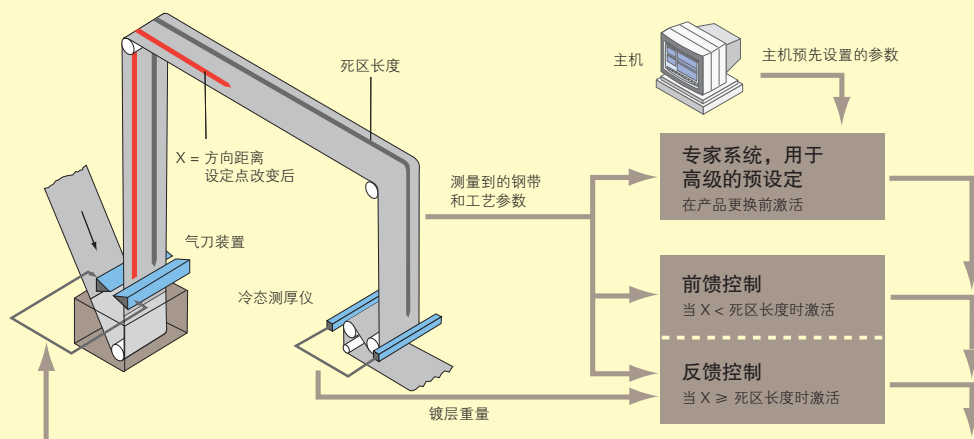 主机
主机预先设置的参数
死区长度
X = 方向距离
设定点改变后
专家系统，用于
高级的预设定
在产品更换前激活
测量到的钢带
和工艺参数
气刀装置
冷态测厚仪
前馈控制
当 X < 死区长度时激活
反馈控制
当 X ≥ 死区长度时激活
镀层重量